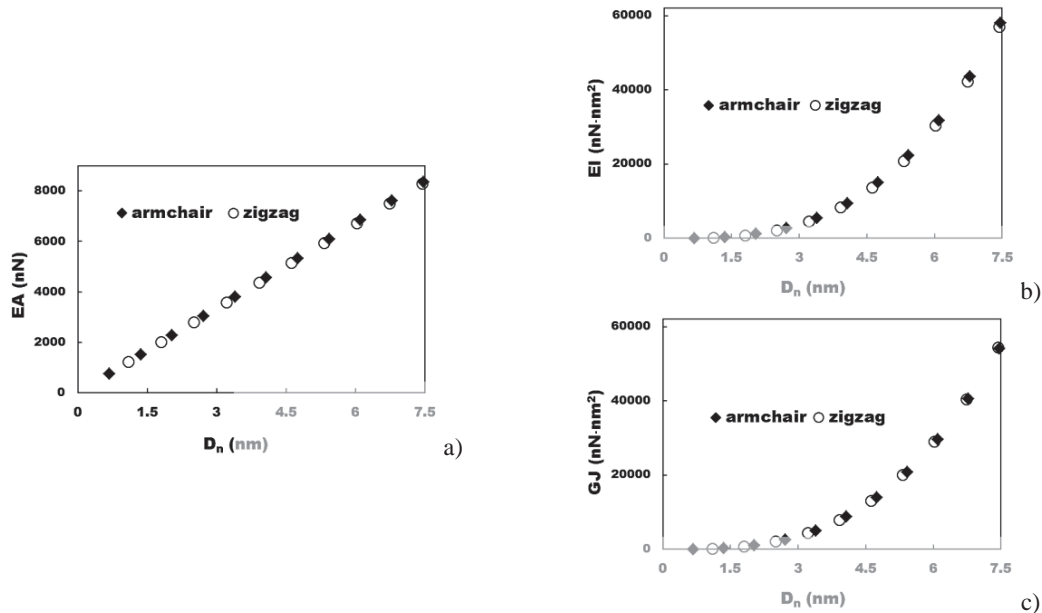 8000
6000
4000
2000
0
EA (nN)
armchair zigzag
0 1.5 3 4.5 6 7.5
Dn (nm)
a)
60000
40000
20000
0
EI (nN·nm²)
armchair zigzag
0 1.5 3 4.5 6 7.5
Dn (nm)
b)
60000
40000
20000
0
GJ (nN·nm²)
armchair zigzag
0 1.5 3 4.5 6 7.5
Dn (nm)
c)